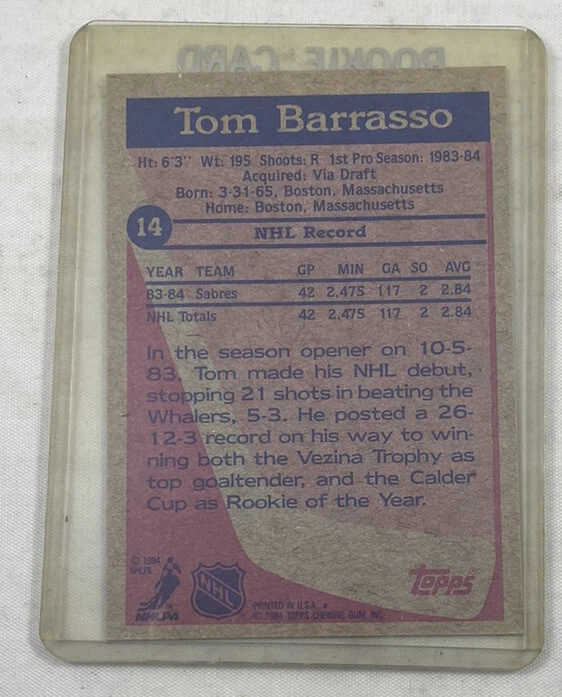 ROOKIE CARD
Tom Barrasso
Ht: 6'3" Wt: 195 Shoots: R 1st Pro Season: 1983-84
Acquired: Via Draft
Born: 3-31-65, Boston, Massachusetts
Home: Boston, Massachusetts
14
NHL Record
YEAR TEAM GP MIN GA SO AVG
83-84 Sabres 42 2,475 117 2 2.84
NHL Totals 42 2,475 117 2 2.84
In the season opener on 10-5-
83, Tom made his NHL debut,
stopping 21 shots in beating the
Whalers, 5-3. He posted a 26-
12-3 record on his way to win-
ning both the Vezina Trophy as
top goaltender, and the Calder
Cup as Rookie of the Year.
© 1984
NHLPA
NHLPA
NHL
Topps
PRINTED IN U.S.A. *
© 1984 TOPPS CHEWING GUM, INC.